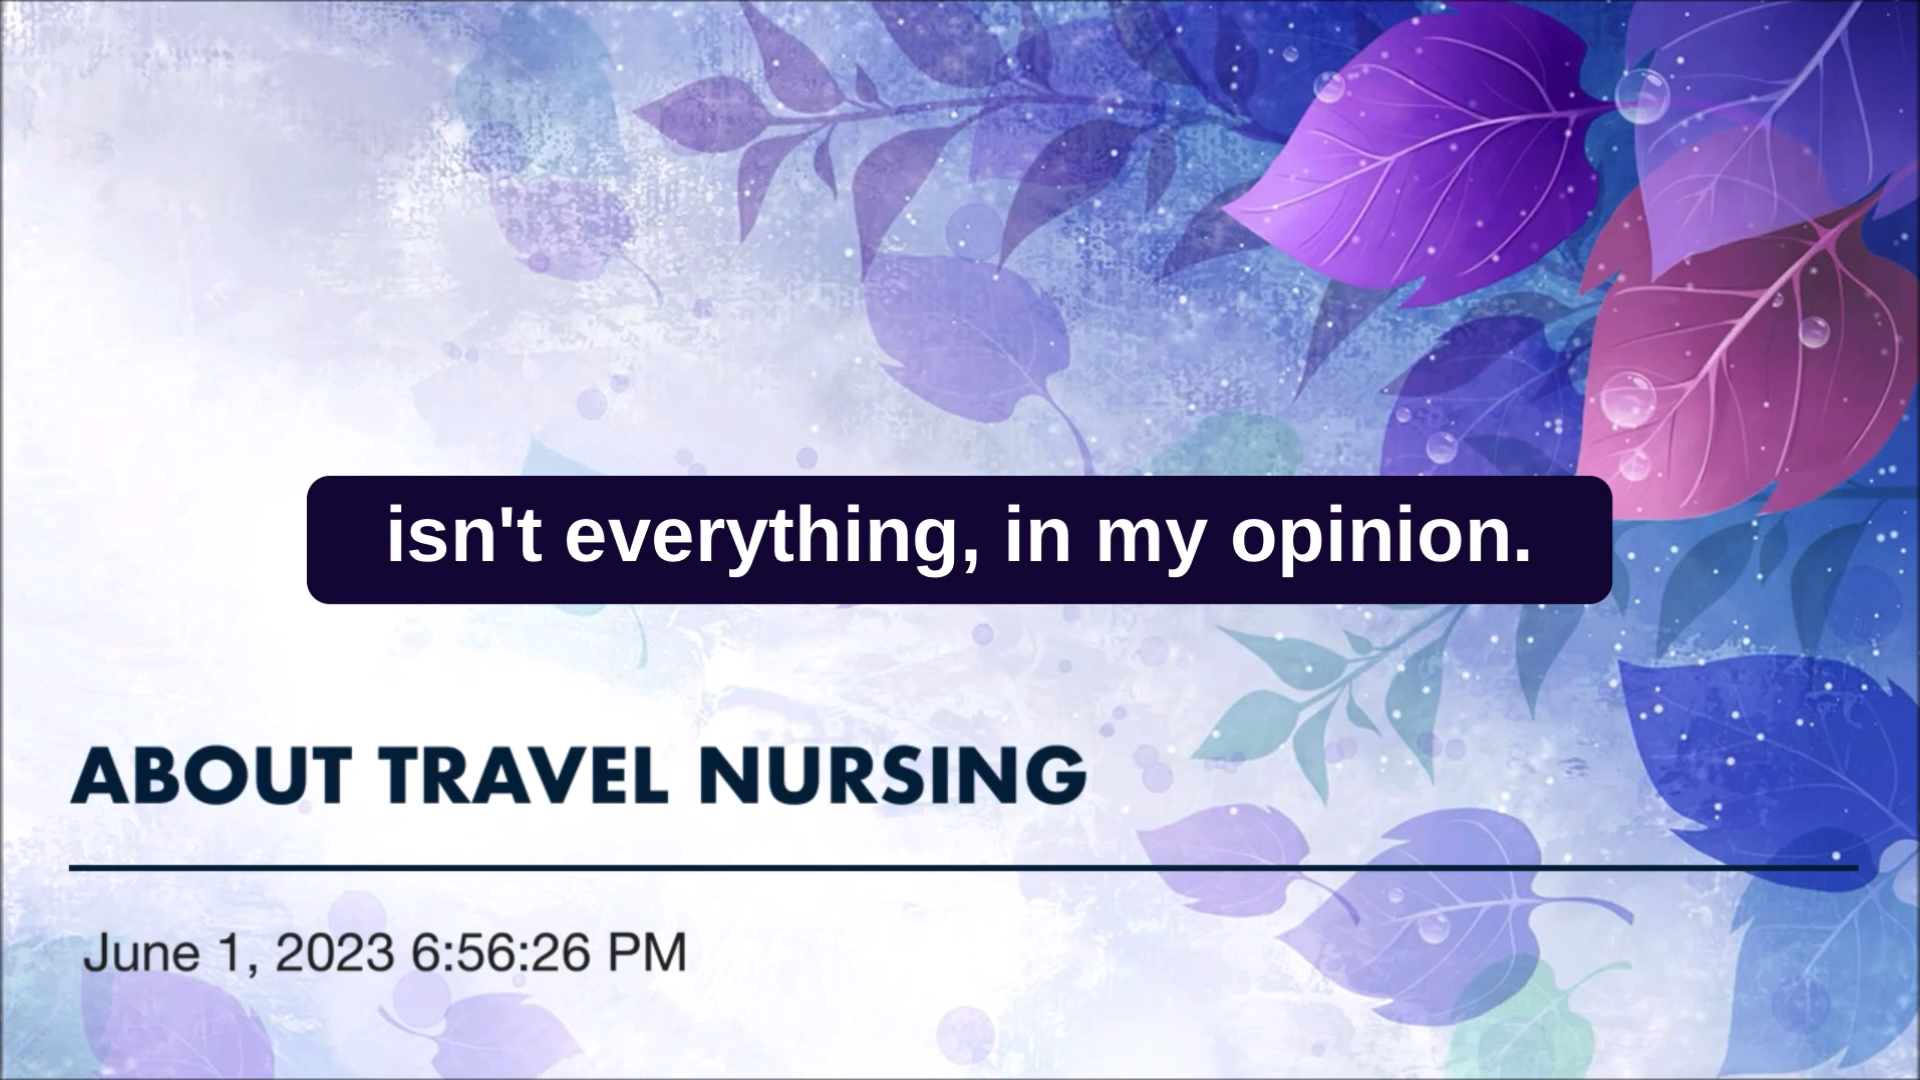 isn't everything, in my opinion.
ABOUT TRAVEL NURSING
June 1, 2023 6:56:26 PM